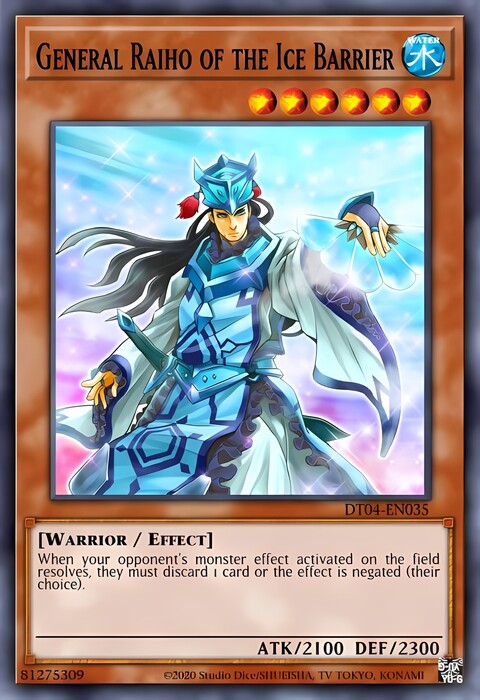 General Raiho of the Ice Barrier
WATER
水
DT04-EN035
[Warrior / Effect]
When your opponent's monster effect activated on the field
resolves, they must discard 1 card or the effect is negated (their
choice).
ATK/2100 DEF/2300
81275309
©2020 Studio Dice/SHUEISHA, TV TOKYO, KONAMI